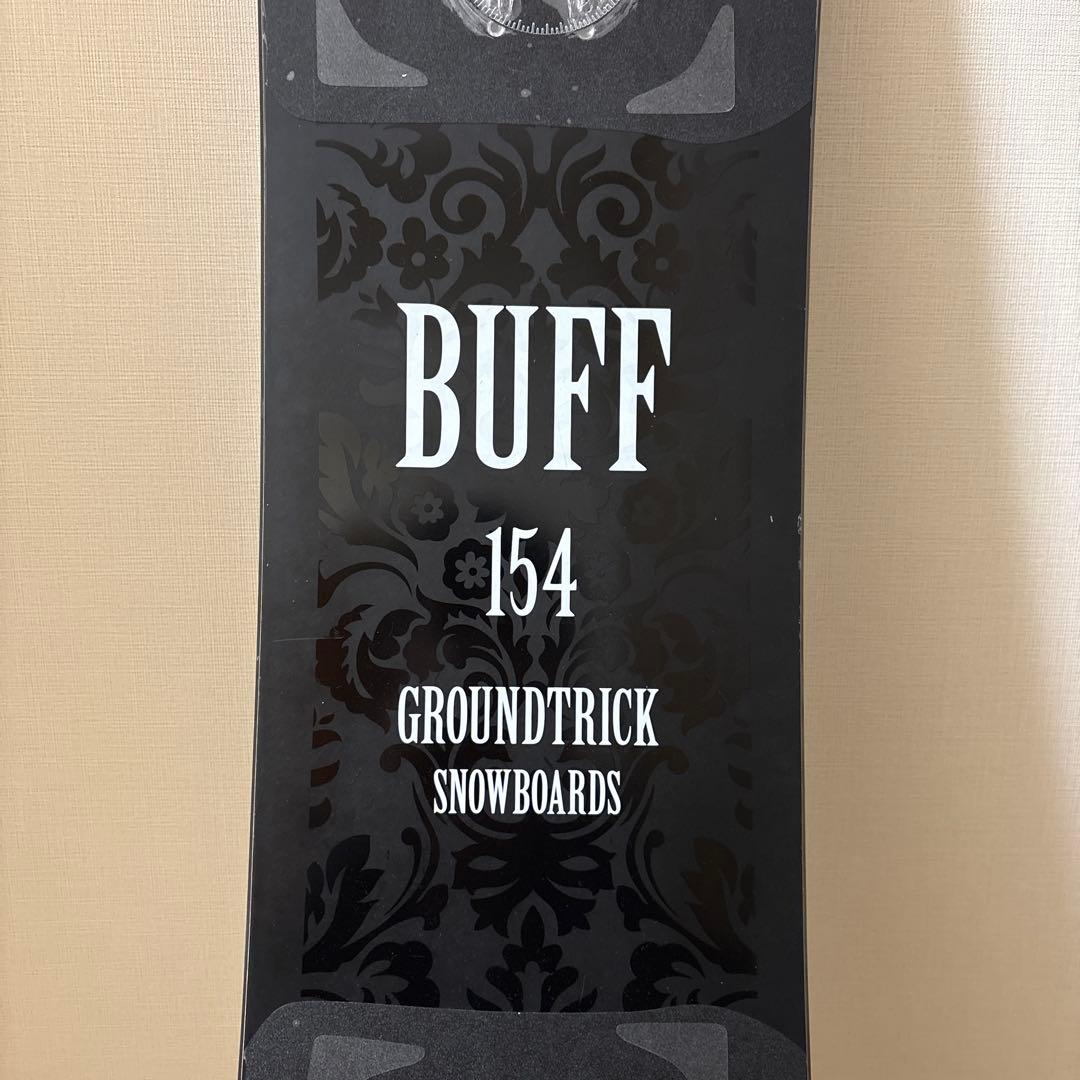 BUFF
154
GROUNDTRICK
SNOWBOARDS